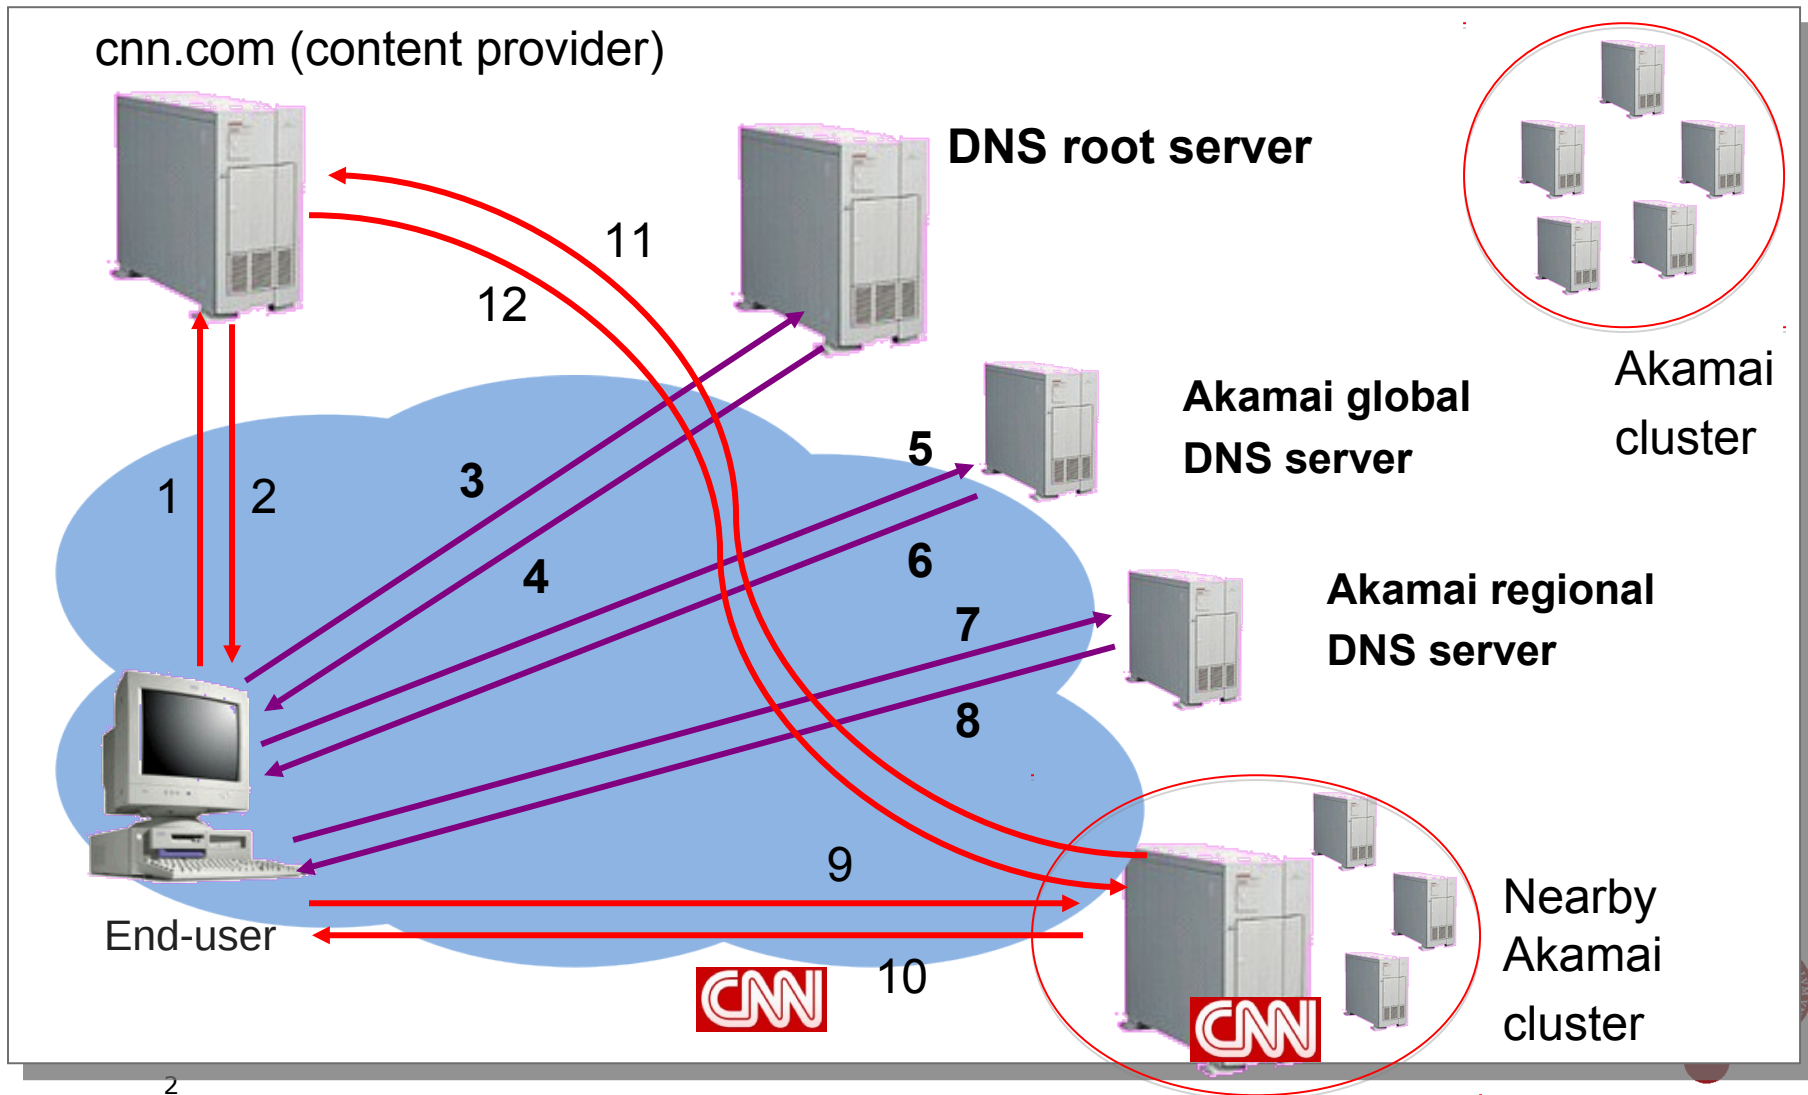 cnn.com (content provider)
DNS root server
11
12
Akamai
cluster
Akamai global
DNS server
5
3
1
2
4
6
Akamai regional
DNS server
7
8
9
End-user
10
CNN
CNN
Nearby
Akamai
cluster
2